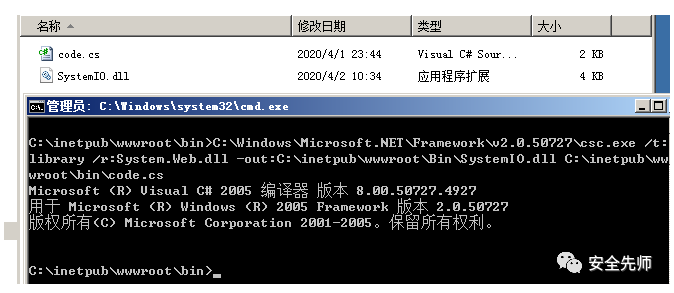 名称 修改日期 类型 大小
code.cs 2020/4/1 23:44 Visual C# Sour... 2 KB
SystemIO.dll 2020/4/2 10:34 应用程序扩展 4 KB
管理员: C:\Windows\system32\cmd.exe
C:\inetpub\wwwroot\bin>C:\Windows\Microsoft.NET\Framework\v2.0.50727\csc.exe /t:
library /r:System.Web.dll -out:C:\inetpub\wwwroot\Bin\SystemIO.dll C:\inetpub\ww
wroot\bin\code.cs
Microsoft (R) Visual C# 2005 编译器 版本 8.00.50727.4927
用于 Microsoft (R) Windows (R) 2005 Framework 版本 2.0.50727
版权所有(C) Microsoft Corporation 2001-2005。保留所有权利。
C:\inetpub\wwwroot\bin>_
安全先师